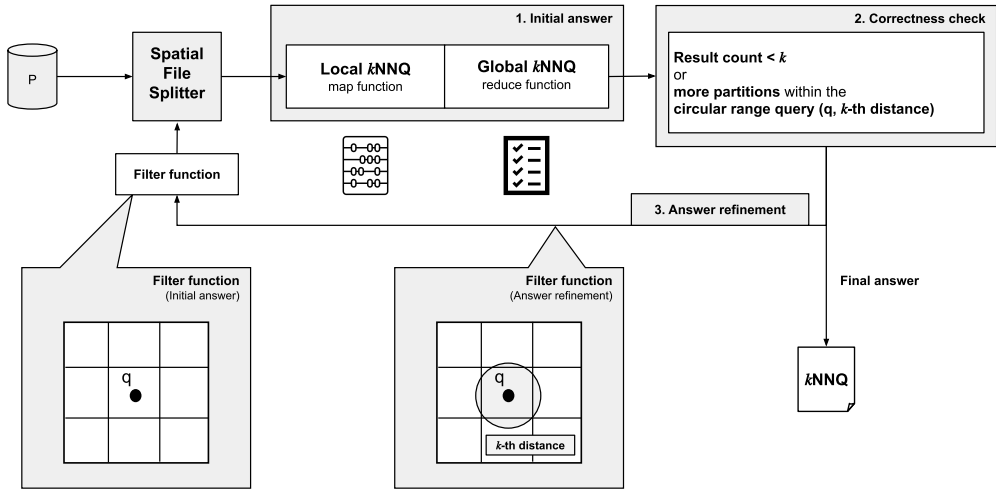 P
Spatial
File
Splitter
1. Initial answer
Local kNNQ
map function
Global kNNQ
reduce function
2. Correctness check
Result count < k
or
more partitions within the
circular range query (q, k-th distance)
Filter function
3. Answer refinement
Filter function
(Initial answer)
q
Filter function
(Answer refinement)
q
k-th distance
Final answer
kNNQ